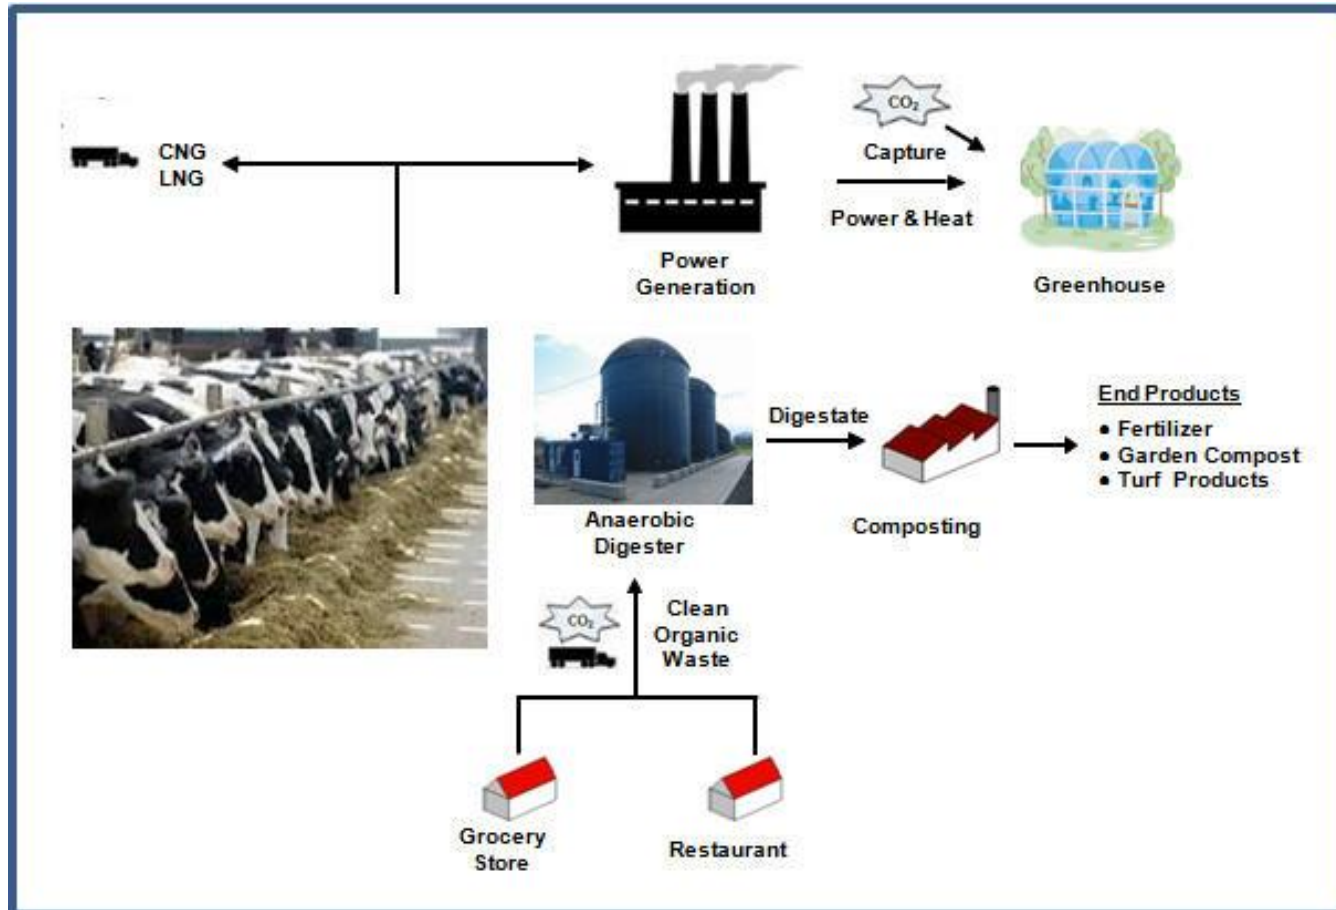 CO₂
CNG
LNG
Capture
Power & Heat
Power
Generation
Greenhouse
Digestate
End Products
● Fertilizer
● Garden Compost
● Turf Products
Anaerobic
Digester
Composting
CO₂
Clean
Organic
Waste
Grocery
Store
Restaurant